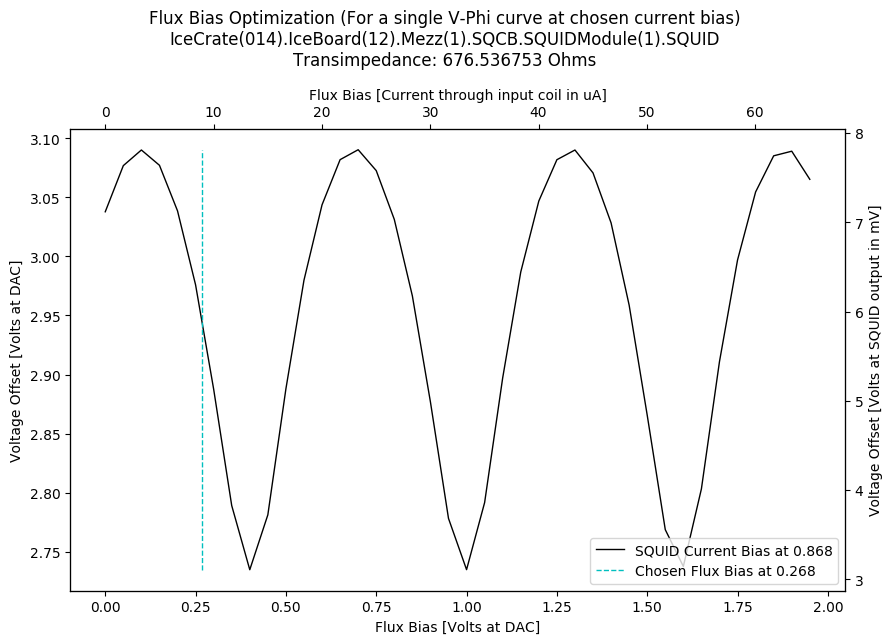 Flux Bias Optimization (For a single V-Phi curve at chosen current bias)
IceCrate(014).IceBoard(12).Mezz(1).SQCB.SQUIDModule(1).SQUID
Transimpedance: 676.536753 Ohms
Flux Bias [Current through input coil in uA]
0 10 20 30 40 50 60
Voltage Offset [Volts at DAC]
3.10
3.05
3.00
2.95
2.90
2.85
2.80
2.75
Voltage Offset [Volts at SQUID output in mV]
8
7
6
5
4
3
SQUID Current Bias at 0.868
Chosen Flux Bias at 0.268
0.00 0.25 0.50 0.75 1.00 1.25 1.50 1.75 2.00
Flux Bias [Volts at DAC]